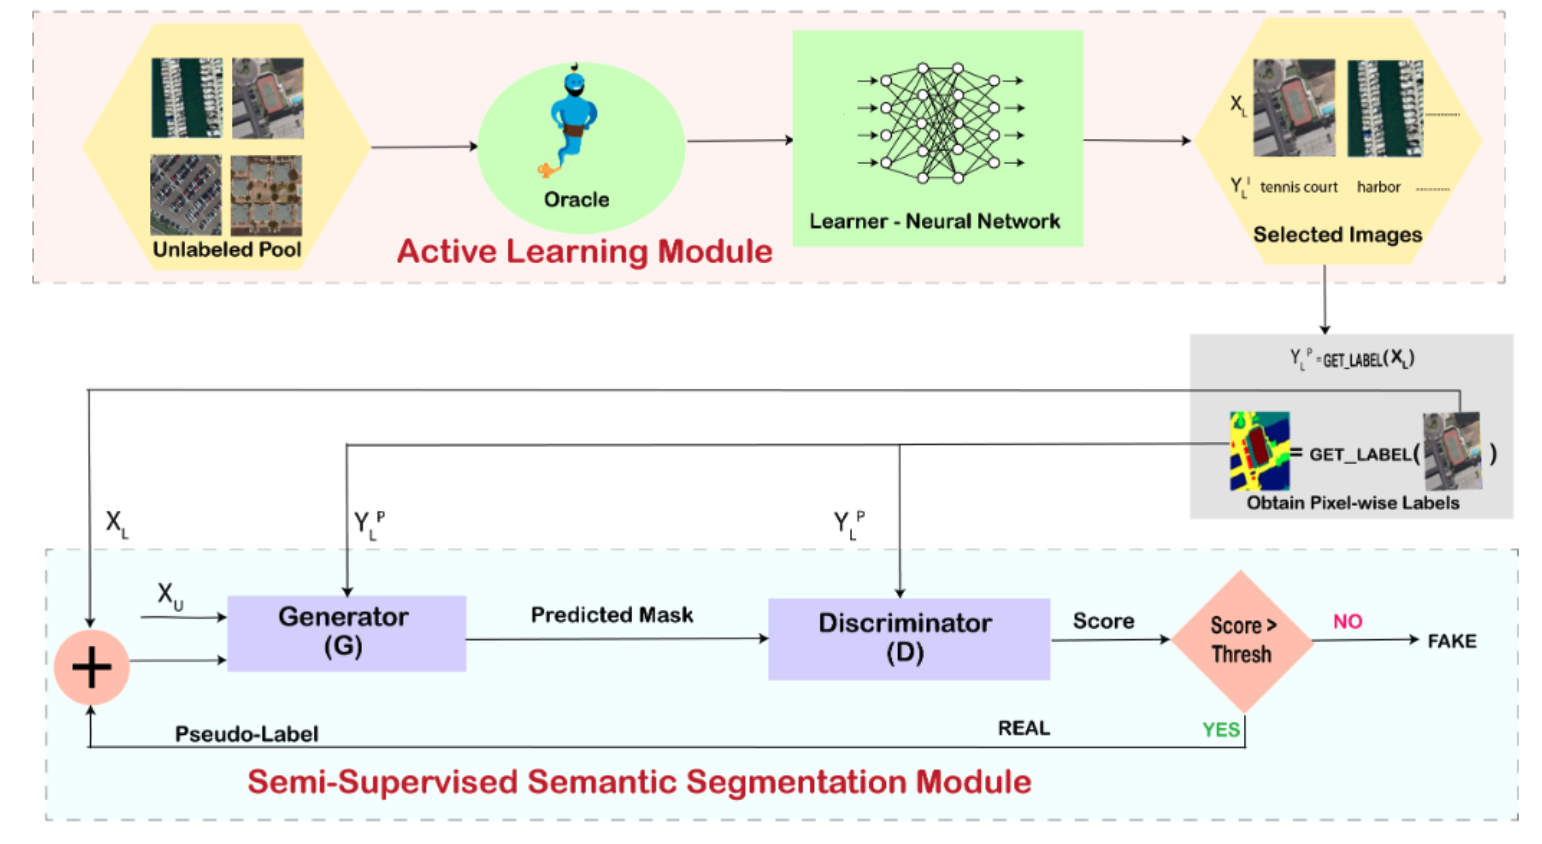 Unlabeled Pool
Oracle
Active Learning Module
Learner - Neural Network
X_L ..........
Y_L^I tennis court harbor ..........
Selected Images
Y_L^P = GET_LABEL(X_L)
= GET_LABEL( )
Obtain Pixel-wise Labels
X_L
Y_L^P
Y_L^P
X_U
Generator
(G)
Predicted Mask
Discriminator
(D)
Score
Score >
Thresh
NO
FAKE
+
Pseudo-Label
REAL
YES
Semi-Supervised Semantic Segmentation Module